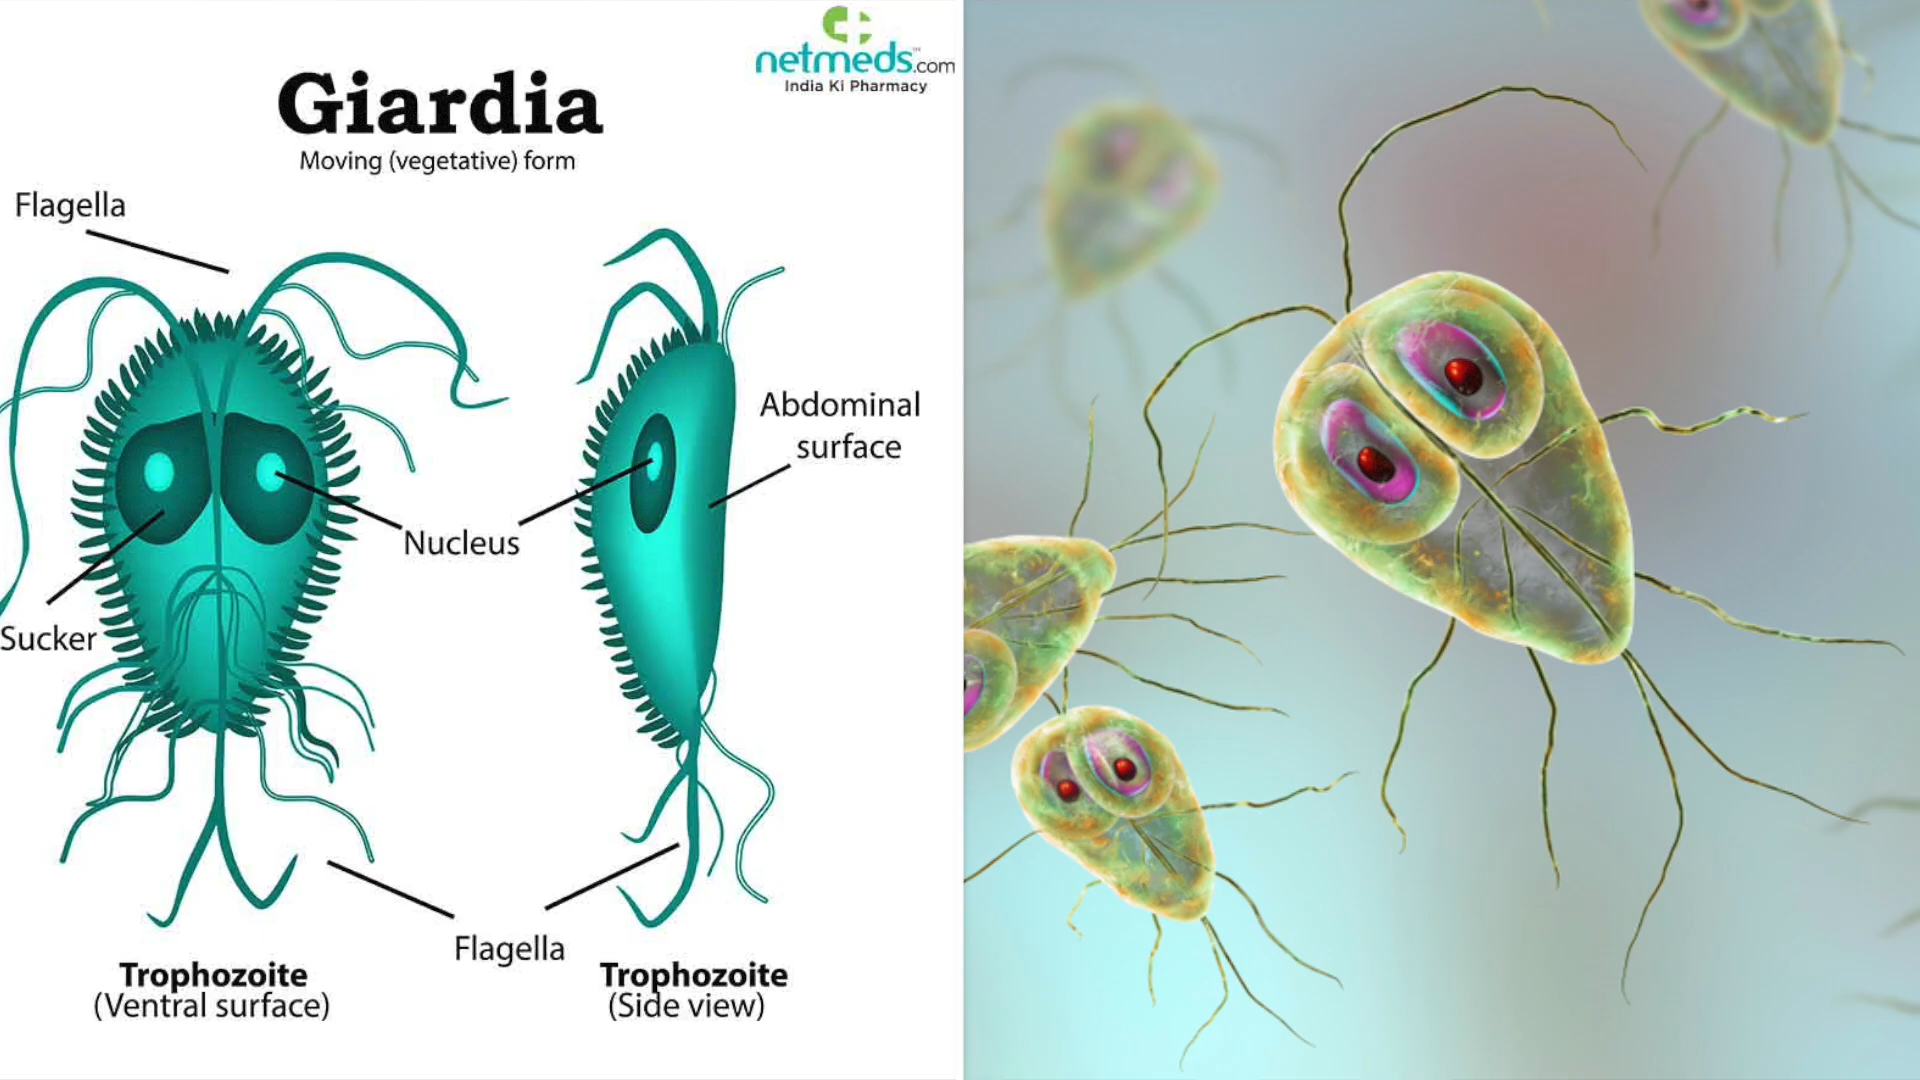 netmeds.com
India Ki Pharmacy
Giardia
Moving (vegetative) form
Flagella
Abdominal
surface
Nucleus
Sucker
Flagella
Trophozoite
(Ventral surface)
Trophozoite
(Side view)